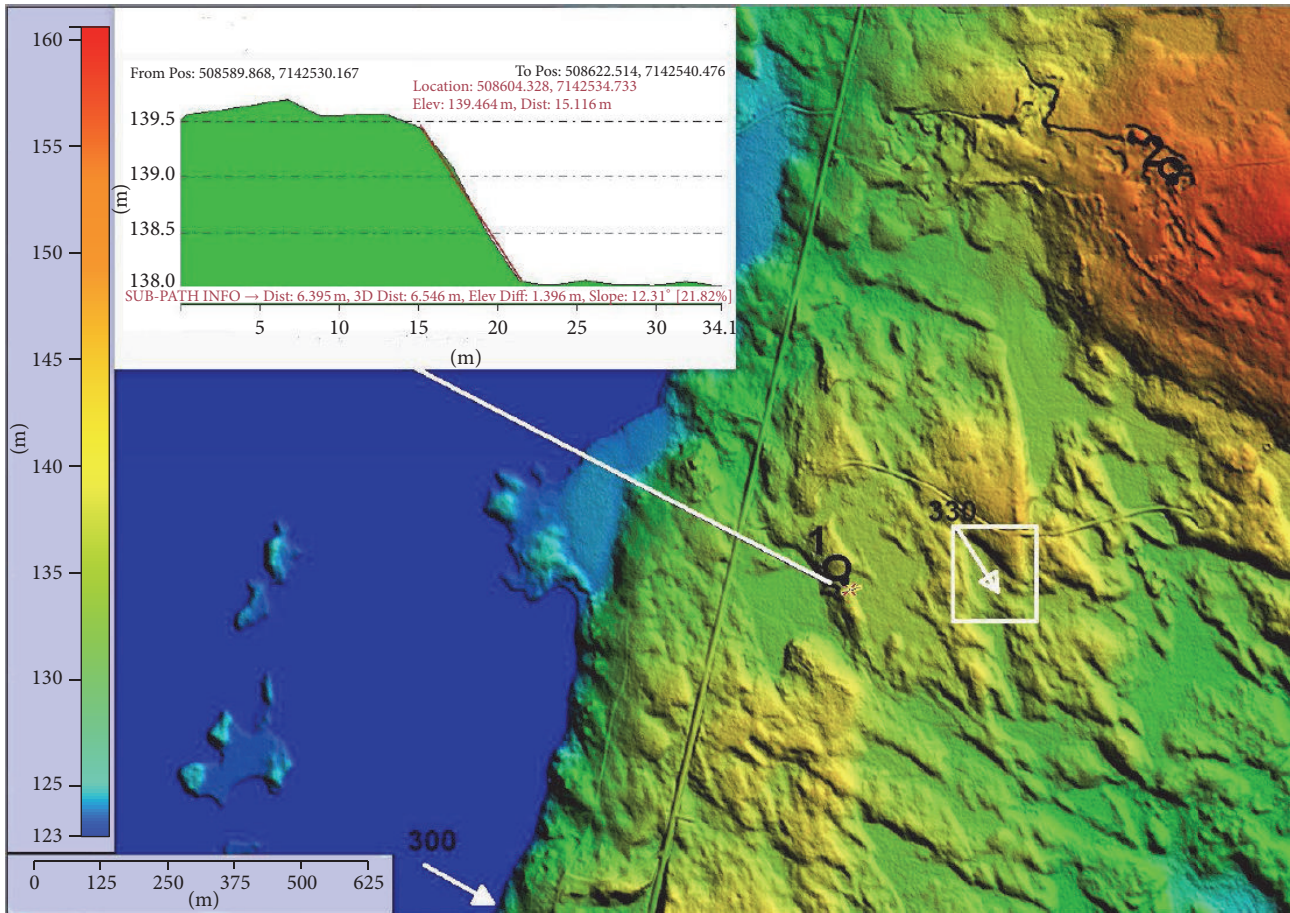 160
155
150
145
140
135
130
125
123
(m)
From Pos: 508589.868, 7142530.167
To Pos: 508622.514, 7142540.476
Location: 508604.328, 7142534.733
Elev: 139.464 m, Dist: 15.116 m
139.5
139.0
138.5
138.0
(m)
SUB-PATH INFO → Dist: 6.395 m, 3D Dist: 6.546 m, Elev Diff: 1.396 m, Slope: 12.31° [21.82%]
5 10 15 20 25 30 34.1
(m)
330
1
300
0 125 250 375 500 625
(m)